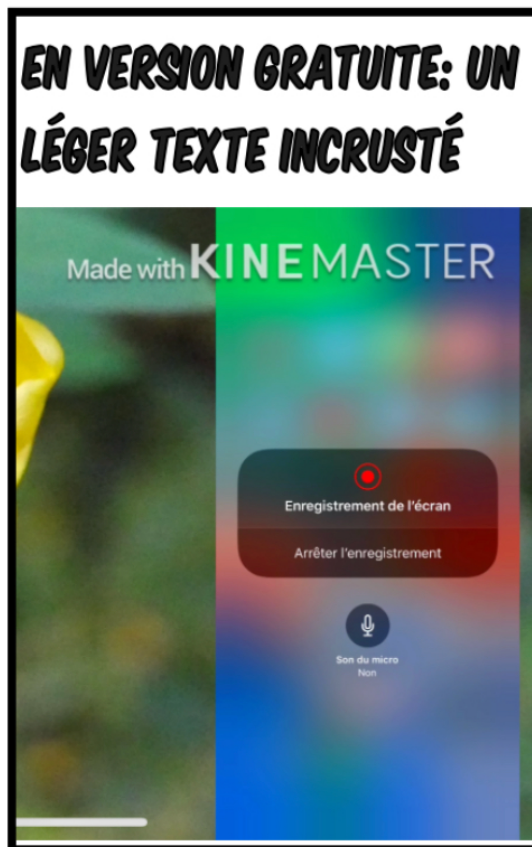 EN VERSION GRATUITE: UN
LÉGER TEXTE INCRUSTÉ
Made with KINEMASTER
Enregistrement de l'écran
Arrêter l'enregistrement
Son du micro
Non